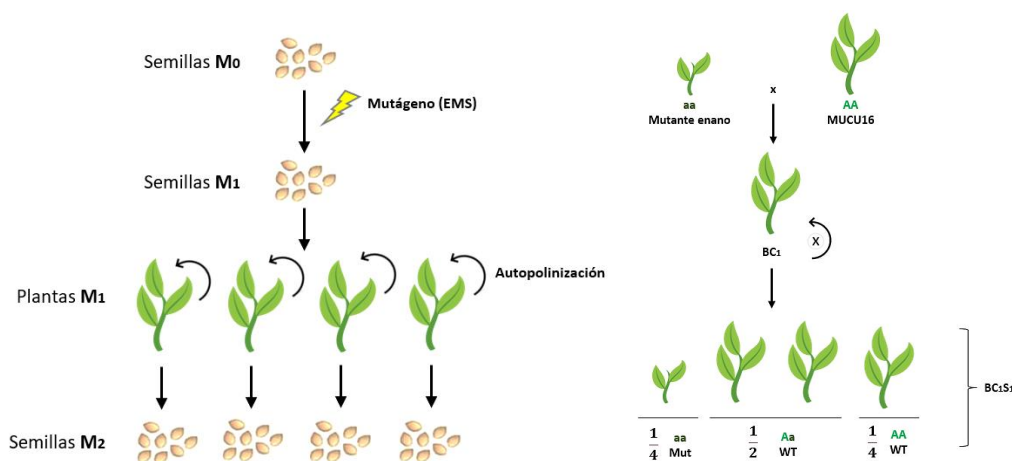 Semillas M0
Mutágeno (EMS)
Semillas M1
Plantas M1
Autopolinización
Semillas M2
x
aa
Mutante enano
AA
MUCU16
BC1
X
BC1S1
1/4 aa
Mut
1/2 Aa
WT
1/4 AA
WT